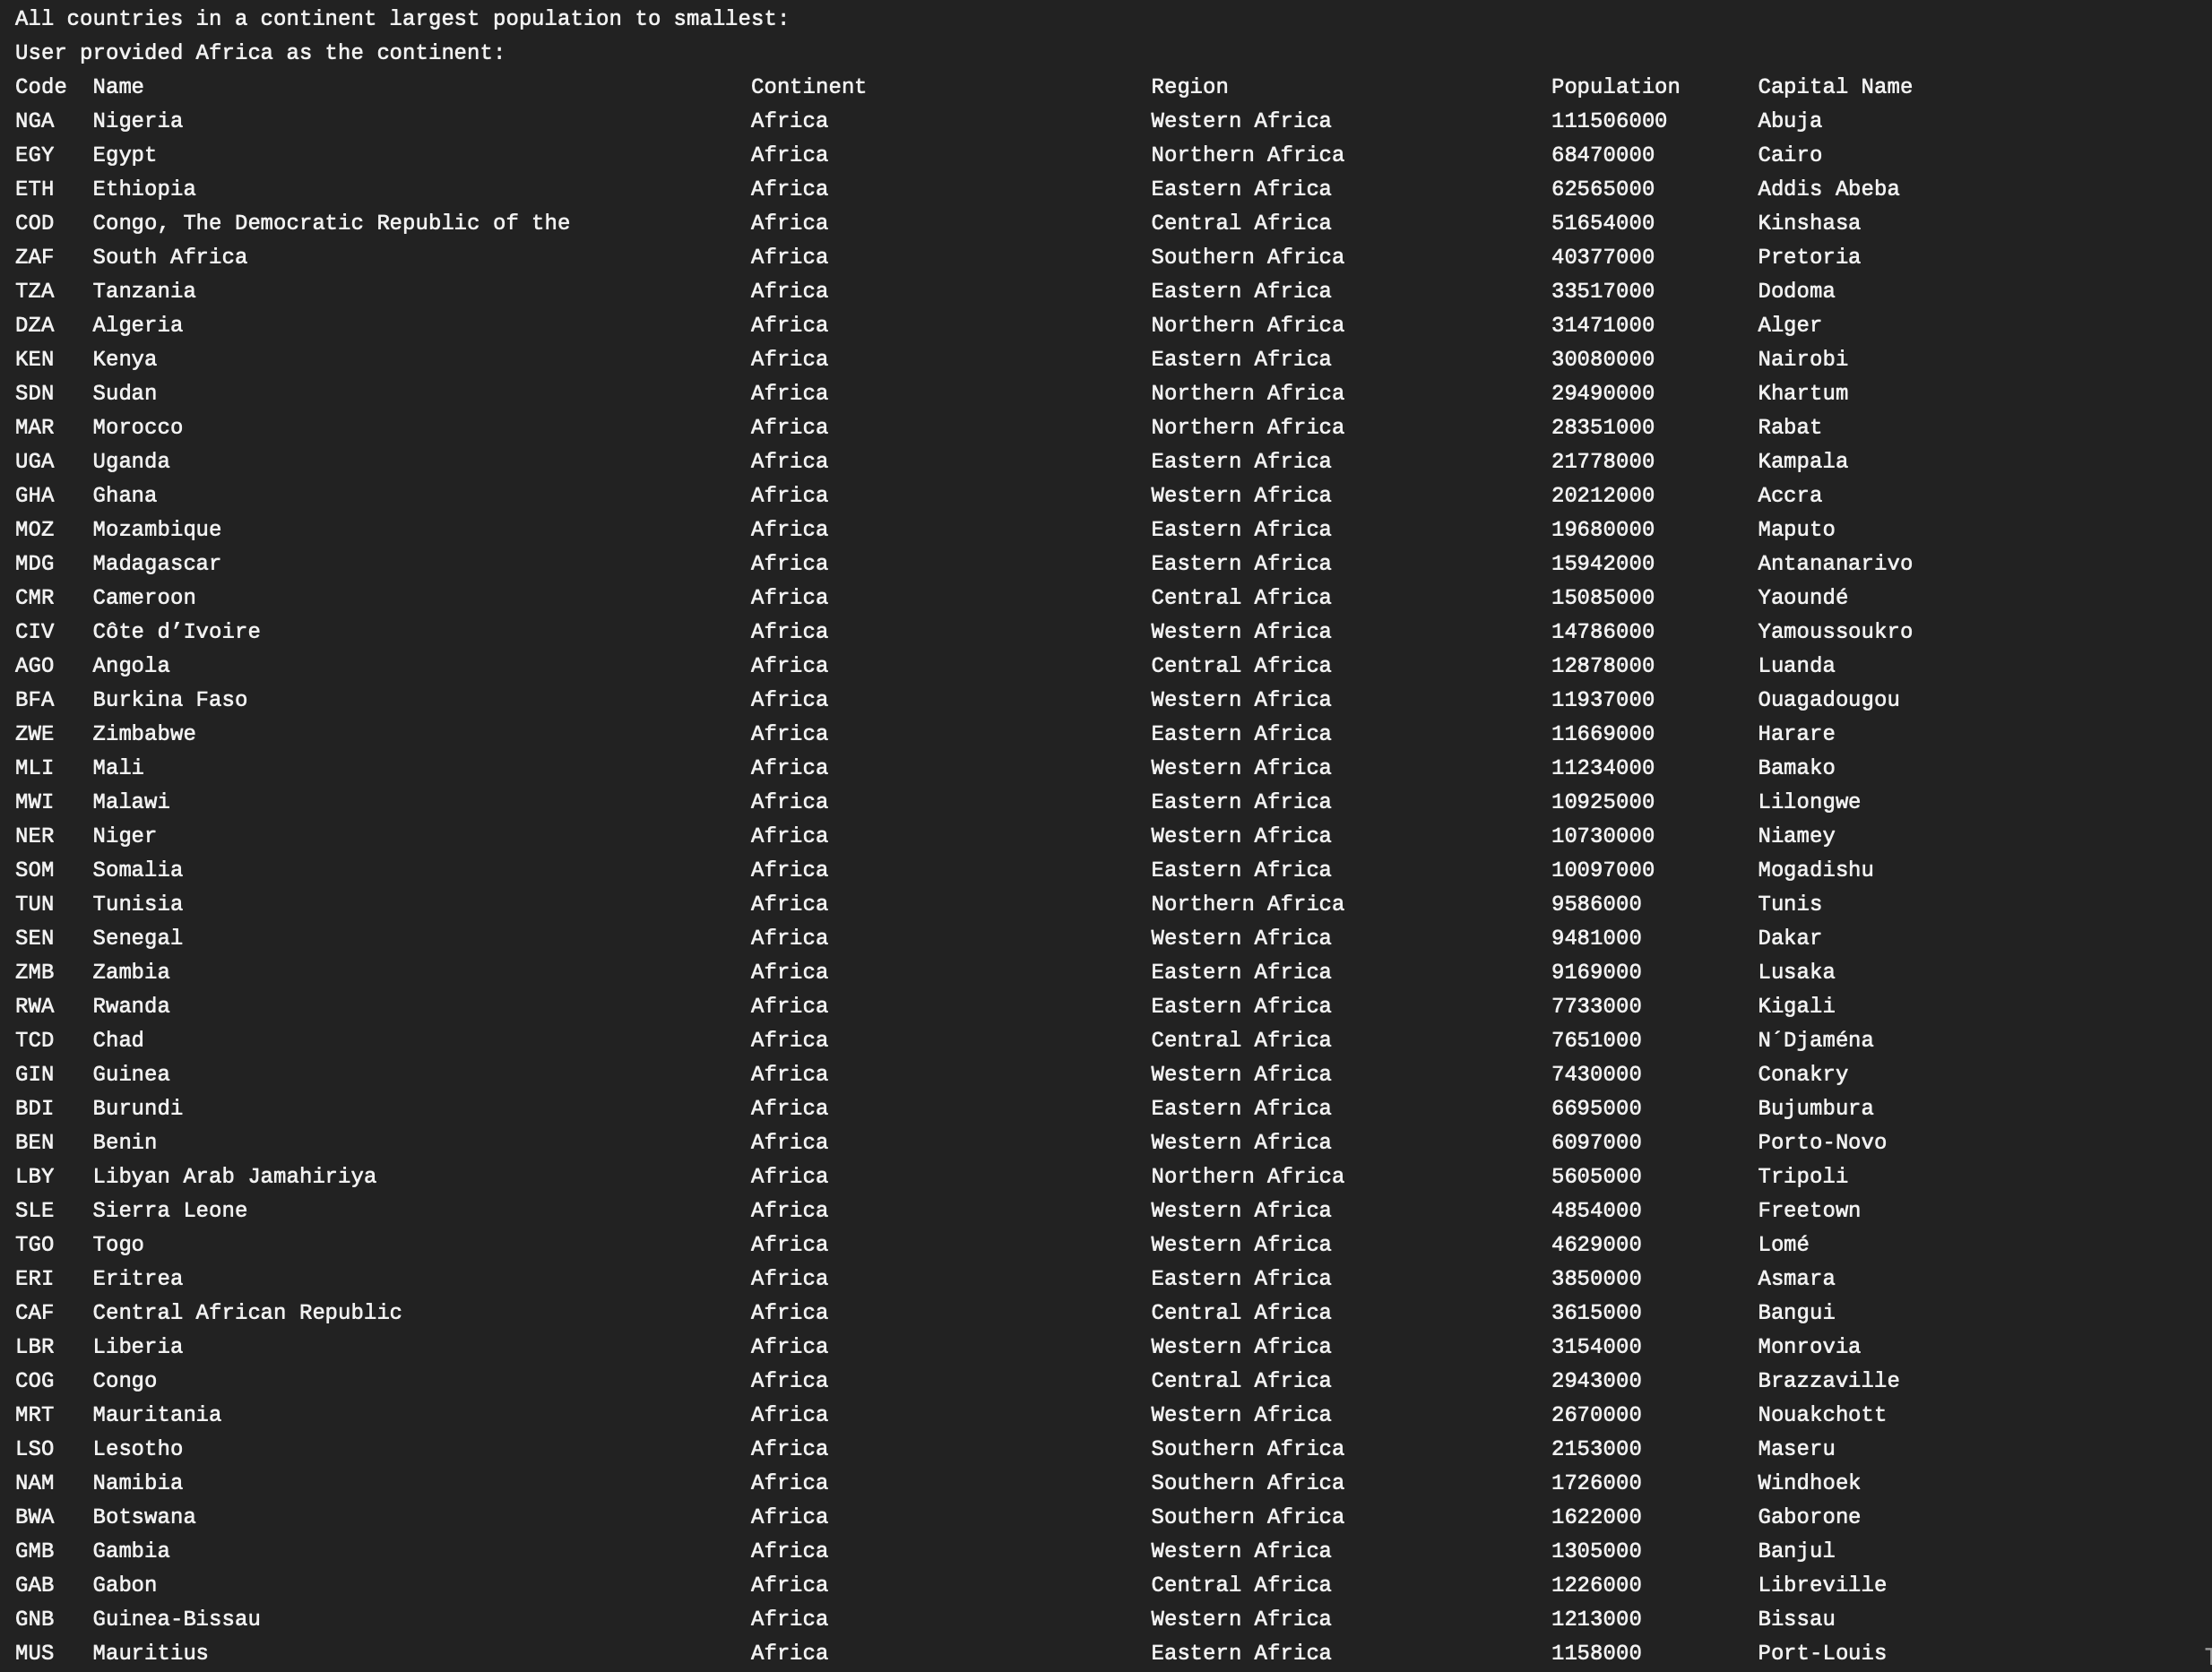 All countries in a continent largest population to smallest:
User provided Africa as the continent:
Code Name Continent Region Population Capital Name
NGA Nigeria Africa Western Africa 111506000 Abuja
EGY Egypt Africa Northern Africa 68470000 Cairo
ETH Ethiopia Africa Eastern Africa 62565000 Addis Abeba
COD Congo, The Democratic Republic of the Africa Central Africa 51654000 Kinshasa
ZAF South Africa Africa Southern Africa 40377000 Pretoria
TZA Tanzania Africa Eastern Africa 33517000 Dodoma
DZA Algeria Africa Northern Africa 31471000 Alger
KEN Kenya Africa Eastern Africa 30080000 Nairobi
SDN Sudan Africa Northern Africa 29490000 Khartum
MAR Morocco Africa Northern Africa 28351000 Rabat
UGA Uganda Africa Eastern Africa 21778000 Kampala
GHA Ghana Africa Western Africa 20212000 Accra
MOZ Mozambique Africa Eastern Africa 19680000 Maputo
MDG Madagascar Africa Eastern Africa 15942000 Antananarivo
CMR Cameroon Africa Central Africa 15085000 Yaoundé
CIV Côte d’Ivoire Africa Western Africa 14786000 Yamoussoukro
AGO Angola Africa Central Africa 12878000 Luanda
BFA Burkina Faso Africa Western Africa 11937000 Ouagadougou
ZWE Zimbabwe Africa Eastern Africa 11669000 Harare
MLI Mali Africa Western Africa 11234000 Bamako
MWI Malawi Africa Eastern Africa 10925000 Lilongwe
NER Niger Africa Western Africa 10730000 Niamey
SOM Somalia Africa Eastern Africa 10097000 Mogadishu
TUN Tunisia Africa Northern Africa 9586000 Tunis
SEN Senegal Africa Western Africa 9481000 Dakar
ZMB Zambia Africa Eastern Africa 9169000 Lusaka
RWA Rwanda Africa Eastern Africa 7733000 Kigali
TCD Chad Africa Central Africa 7651000 N´Djaména
GIN Guinea Africa Western Africa 7430000 Conakry
BDI Burundi Africa Eastern Africa 6695000 Bujumbura
BEN Benin Africa Western Africa 6097000 Porto-Novo
LBY Libyan Arab Jamahiriya Africa Northern Africa 5605000 Tripoli
SLE Sierra Leone Africa Western Africa 4854000 Freetown
TGO Togo Africa Western Africa 4629000 Lomé
ERI Eritrea Africa Eastern Africa 3850000 Asmara
CAF Central African Republic Africa Central Africa 3615000 Bangui
LBR Liberia Africa Western Africa 3154000 Monrovia
COG Congo Africa Central Africa 2943000 Brazzaville
MRT Mauritania Africa Western Africa 2670000 Nouakchott
LSO Lesotho Africa Southern Africa 2153000 Maseru
NAM Namibia Africa Southern Africa 1726000 Windhoek
BWA Botswana Africa Southern Africa 1622000 Gaborone
GMB Gambia Africa Western Africa 1305000 Banjul
GAB Gabon Africa Central Africa 1226000 Libreville
GNB Guinea-Bissau Africa Western Africa 1213000 Bissau
MUS Mauritius Africa Eastern Africa 1158000 Port-Louis